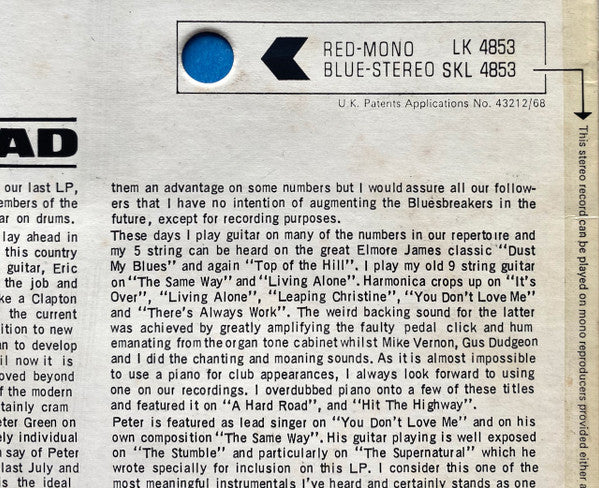 RED-MONO LK 4853
BLUE-STEREO SKL 4853
U.K. Patents Applications No. 43212/68
This stereo record can be played on mono reproducers provided either a
AD
our last LP,
embers of the
ar on drums.
lay ahead in
this country
guitar, Eric
the job and
ke a Clapton
the current
ition to new
an to develop
il now it is
oved beyond
f the modern
tainly cram
eter Green on
ely individual
a say of Peter
last July and
is the ideal
them an advantage on some numbers but I would assure all our follow-
ers that I have no intention of augmenting the Bluesbreakers in the
future, except for recording purposes.
These days I play guitar on many of the numbers in our repertoire and
my 5 string can be heard on the great Elmore James classic "Dust
My Blues" and again "Top of the Hill". I play my old 9 string guitar
on "The Same Way" and "Living Alone". Harmonica crops up on "It's
Over", "Living Alone", "Leaping Christine", "You Don't Love Me"
and "There's Always Work". The weird backing sound for the latter
was achieved by greatly amplifying the faulty pedal click and hum
emanating from the organ tone cabinet whilst Mike Vernon, Gus Dudgeon
and I did the chanting and moaning sounds. As it is almost impossible
to use a piano for club appearances, I always look forward to using
one on our recordings. I overdubbed piano onto a few of these titles
and featured it on "A Hard Road", and "Hit The Highway".
Peter is featured as lead singer on "You Don't Love Me" and on his
own composition "The Same Way". His guitar playing is well exposed
on "The Stumble" and particularly on "The Supernatural" which he
wrote specially for inclusion on this LP. I consider this one of the
most meaningful instrumentals I've heard and certainly stands as one